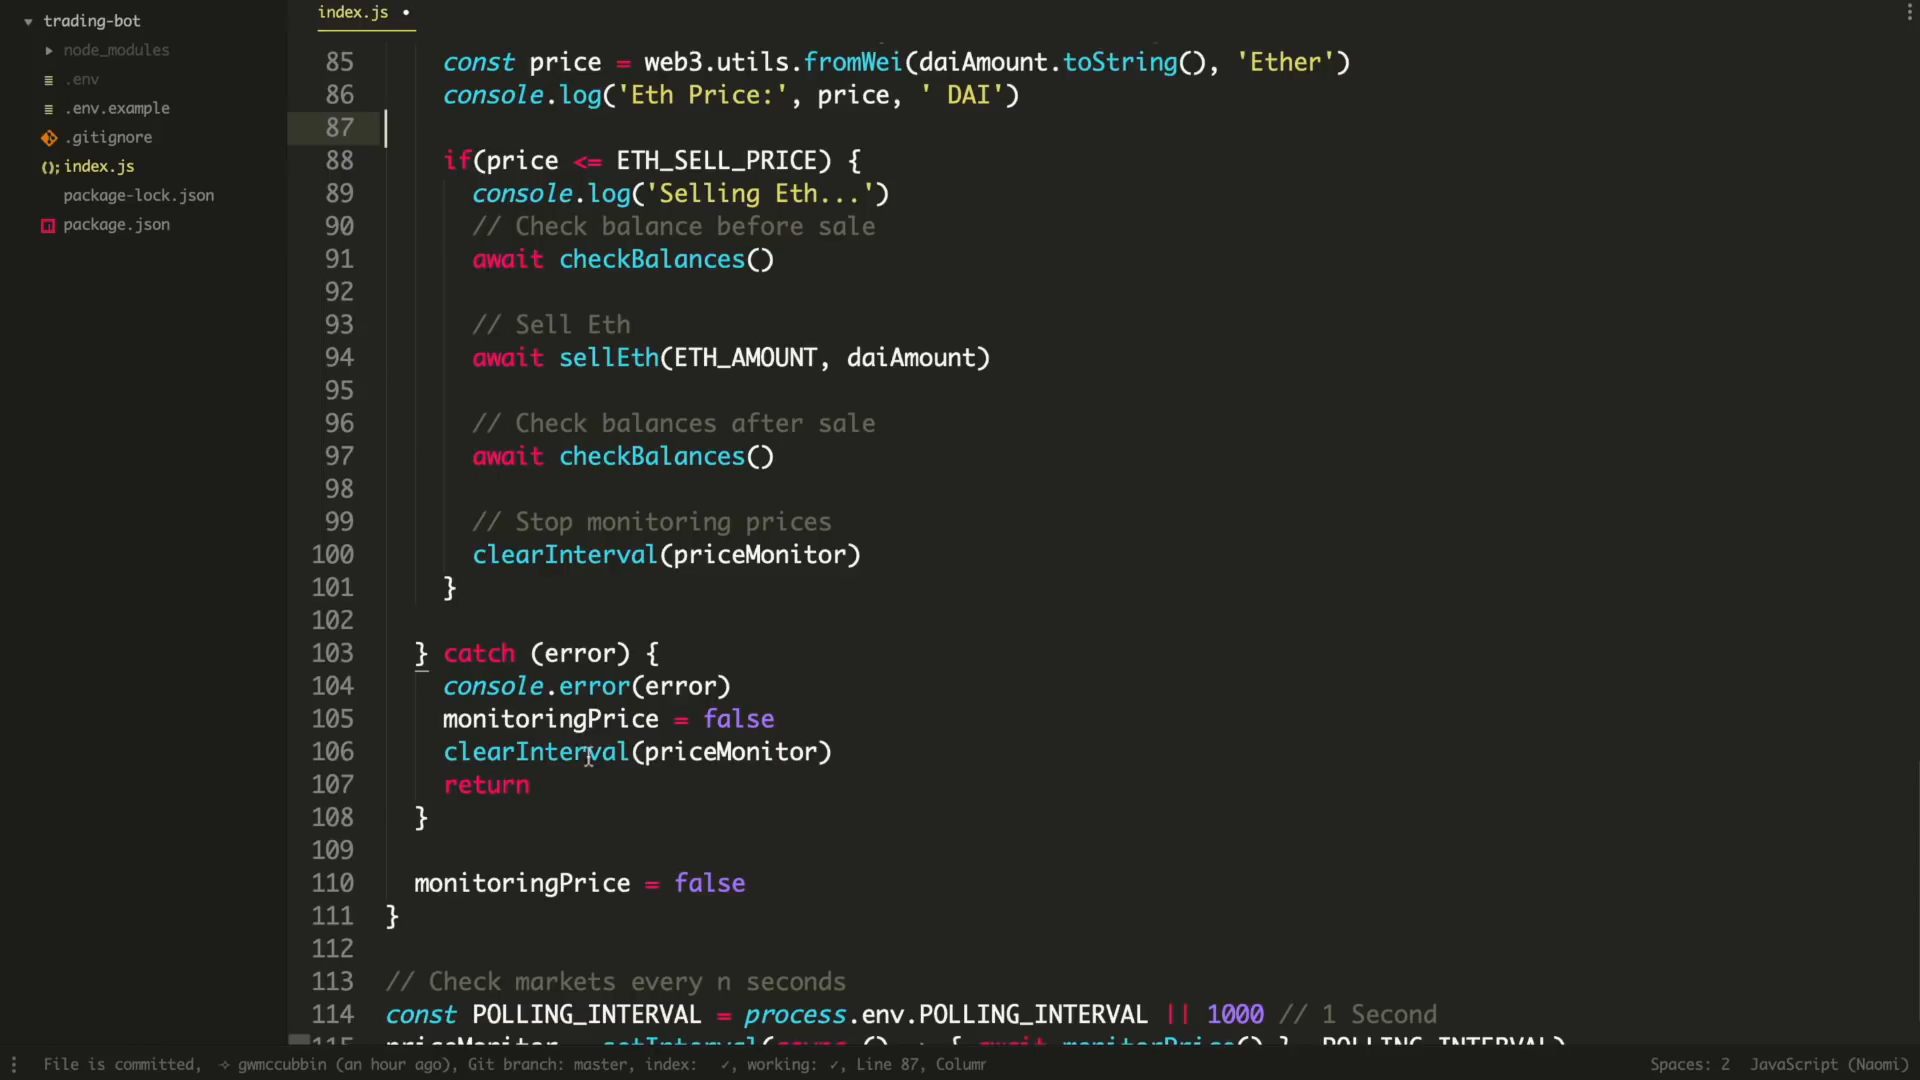 trading-bot
node_modules
.env
.env.example
.gitignore
index.js
package-lock.json
package.json
index.js
85 const price = web3.utils.fromWei(daiAmount.toString(), 'Ether')
86 console.log('Eth Price:', price, ' DAI')
87
88 if(price <= ETH_SELL_PRICE) {
89 console.log('Selling Eth...')
90 // Check balance before sale
91 await checkBalances()
92
93 // Sell Eth
94 await sellEth(ETH_AMOUNT, daiAmount)
95
96 // Check balances after sale
97 await checkBalances()
98
99 // Stop monitoring prices
100 clearInterval(priceMonitor)
101 }
102
103 } catch (error) {
104 console.error(error)
105 monitoringPrice = false
106 clearInterval(priceMonitor)
107 return
108 }
109
110 monitoringPrice = false
111 }
112
113 // Check markets every n seconds
114 const POLLING_INTERVAL = process.env.POLLING_INTERVAL || 1000 // 1 Second
115 priceMonitor = setInterval(async () => { await monitorPrice() }, POLLING_INTERVAL)
File is committed, gwmccubbin (an hour ago), Git branch: master, index: ✓, working: ✓, Line 87, Column
Spaces: 2 JavaScript (Naomi)